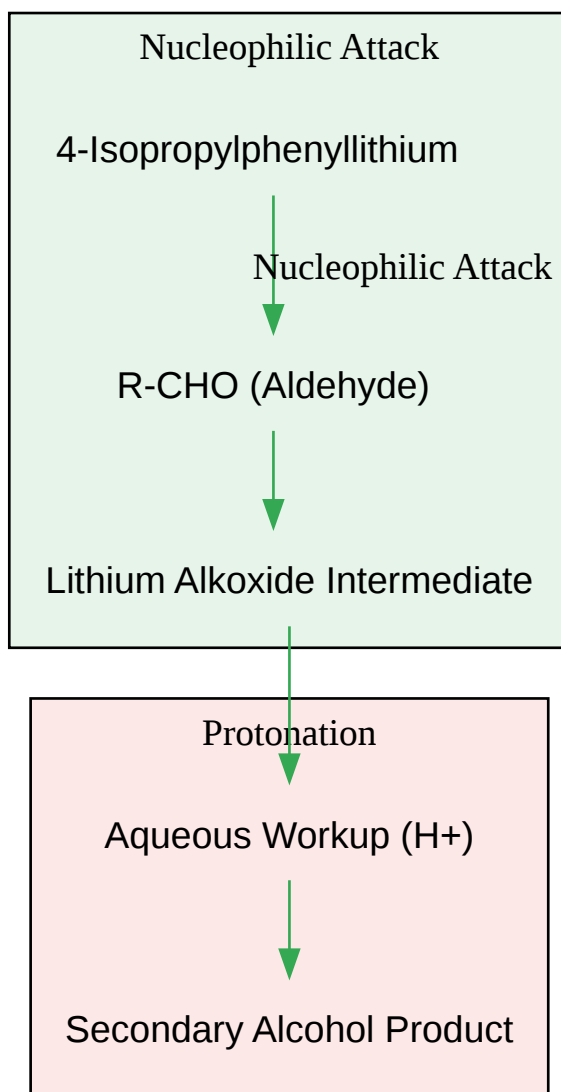 Nucleophilic Attack
4-Isopropylphenyllithium
Nucleophilic Attack
R-CHO (Aldehyde)
Lithium Alkoxide Intermediate
Protonation
Aqueous Workup (H+)
Secondary Alcohol Product